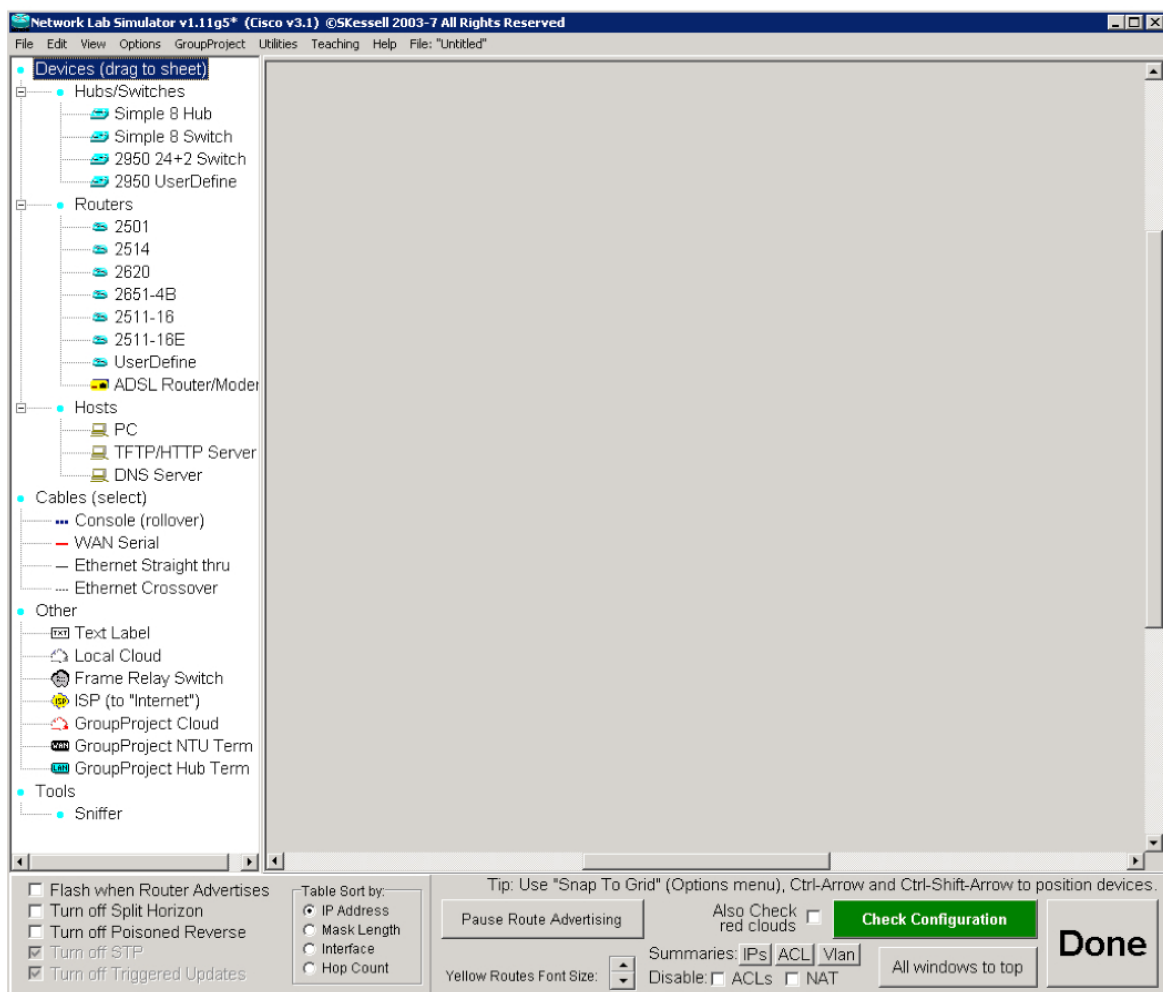 Network Lab Simulator v1.11g5* (Cisco v3.1) ©SKessell 2003-7 All Rights Reserved
File Edit View Options GroupProject Utilities Teaching Help File: "Untitled"
Devices (drag to sheet)
Hubs/Switches
Simple 8 Hub
Simple 8 Switch
2950 24+2 Switch
2950 UserDefine
Routers
2501
2514
2620
2651-4B
2511-16
2511-16E
UserDefine
ADSL Router/Moder
Hosts
PC
TFTP/HTTP Server
DNS Server
Cables (select)
Console (rollover)
WAN Serial
Ethernet Straight thru
Ethernet Crossover
Other
TXT Text Label
Local Cloud
Frame Relay Switch
ISP ISP (to "Internet")
GroupProject Cloud
WAN GroupProject NTU Term
LAN GroupProject Hub Term
Tools
Sniffer
Flash when Router Advertises
Turn off Split Horizon
Turn off Poisoned Reverse
Turn off STP
Turn off Triggered Updates
Table Sort by:
IP Address
Mask Length
Interface
Hop Count
Tip: Use "Snap To Grid" (Options menu), Ctrl-Arrow and Ctrl-Shift-Arrow to position devices.
Pause Route Advertising
Also Check
red clouds
Check Configuration
Done
Yellow Routes Font Size:
Summaries: IPs ACL Vlan
Disable: ACLs NAT
All windows to top